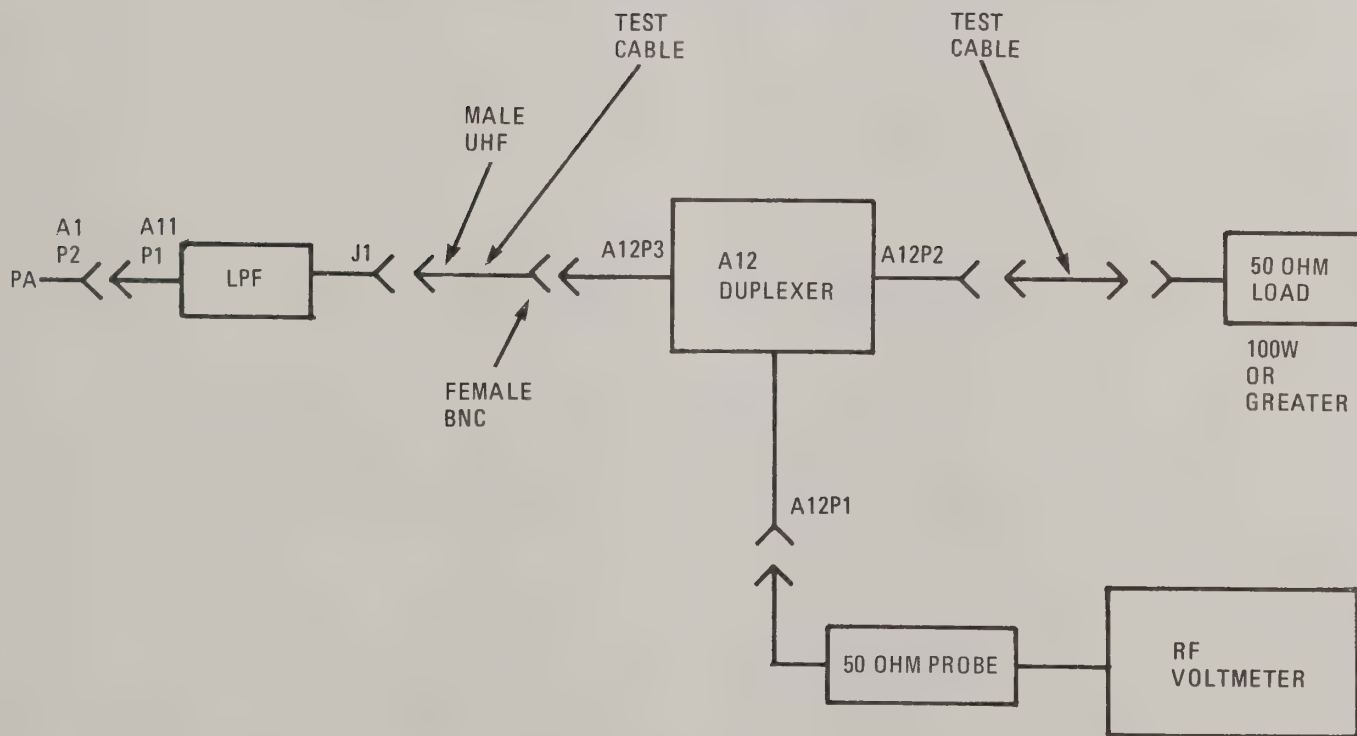 TEST
CABLE
TEST
CABLE
MALE
UHF
A1
P2
PA
A11
P1
LPF
J1
FEMALE
BNC
A12P3
A12
DUPLEXER
A12P2
50 OHM
LOAD
100W
OR
GREATER
A12P1
50 OHM PROBE
RF
VOLTMETER